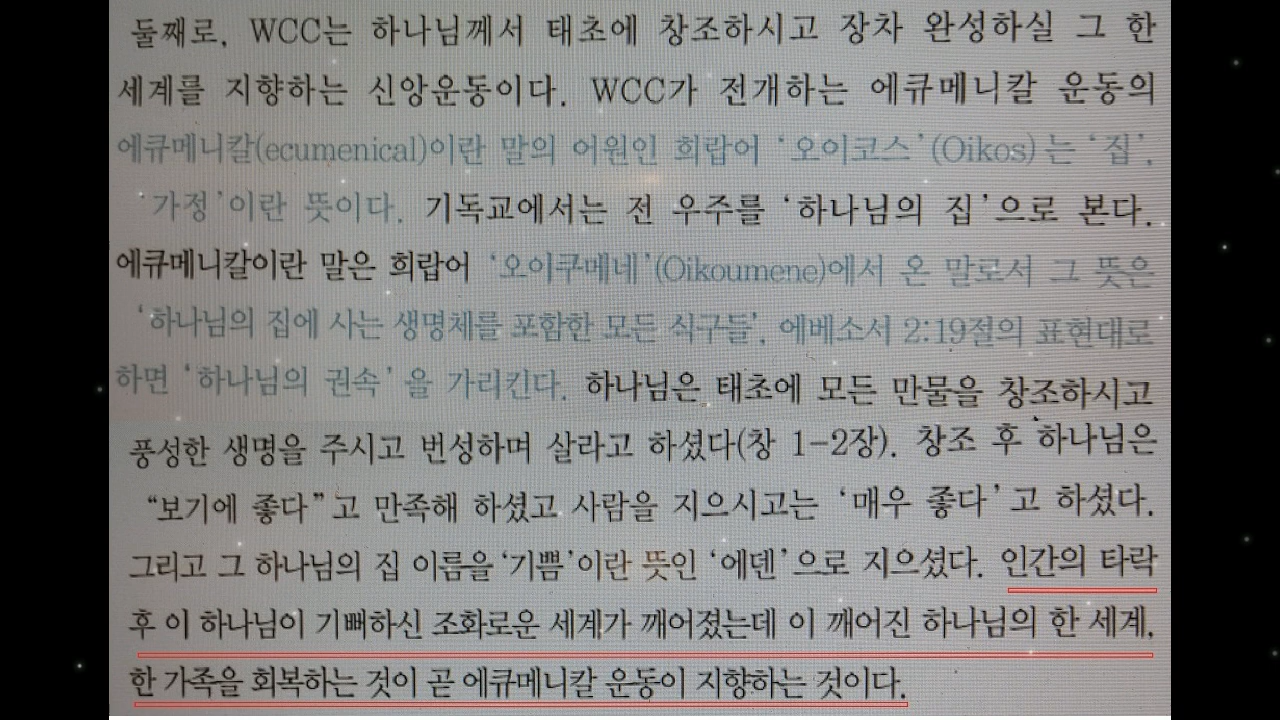 둘째로, WCC는 하나님께서 태초에 창조하시고 장차 완성하실 그 한
세계를 지향하는 신앙운동이다. WCC가 전개하는 에큐메니칼 운동의
에큐메니칼(ecumenical)이란 말의 어원인 희랍어 ‘오이코스’(Oikos)는 ‘집’,
‘가정’이란 뜻이다. 기독교에서는 전 우주를 ‘하나님의 집’으로 본다.
에큐메니칼이란 말은 희랍어 ‘오이쿠메네’(Oikoumene)에서 온 말로서 그 뜻은
‘하나님의 집에 사는 생명체를 포함한 모든 식구들’, 에베소서 2:19절의 표현대로
하면 ‘하나님의 권속’을 가리킨다. 하나님은 태초에 모든 만물을 창조하시고
풍성한 생명을 주시고 번성하며 살라고 하셨다(창 1-2장). 창조 후 하나님은
“보기에 좋다”고 만족해 하셨고 사람을 지으시고는 ‘매우 좋다’고 하셨다.
그리고 그 하나님의 집 이름을 ‘기쁨’이란 뜻인 ‘에덴’으로 지으셨다. 인간의 타락
후 이 하나님이 기뻐하신 조화로운 세계가 깨어졌는데 이 깨어진 하나님의 한 세계,
한 가족을 회복하는 것이 곧 에큐메니칼 운동이 지향하는 것이다.